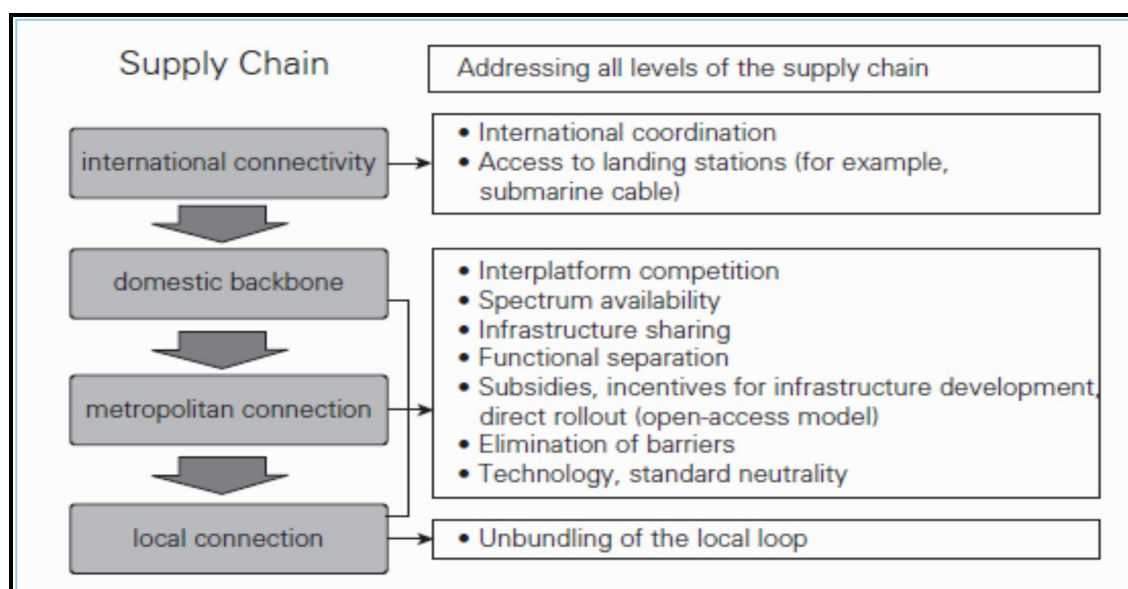 Supply Chain
Addressing all levels of the supply chain
international connectivity
• International coordination
• Access to landing stations (for example,
submarine cable)
domestic backbone
metropolitan connection
• Interplatform competition
• Spectrum availability
• Infrastructure sharing
• Functional separation
• Subsidies, incentives for infrastructure development,
direct rollout (open-access model)
• Elimination of barriers
• Technology, standard neutrality
local connection
• Unbundling of the local loop